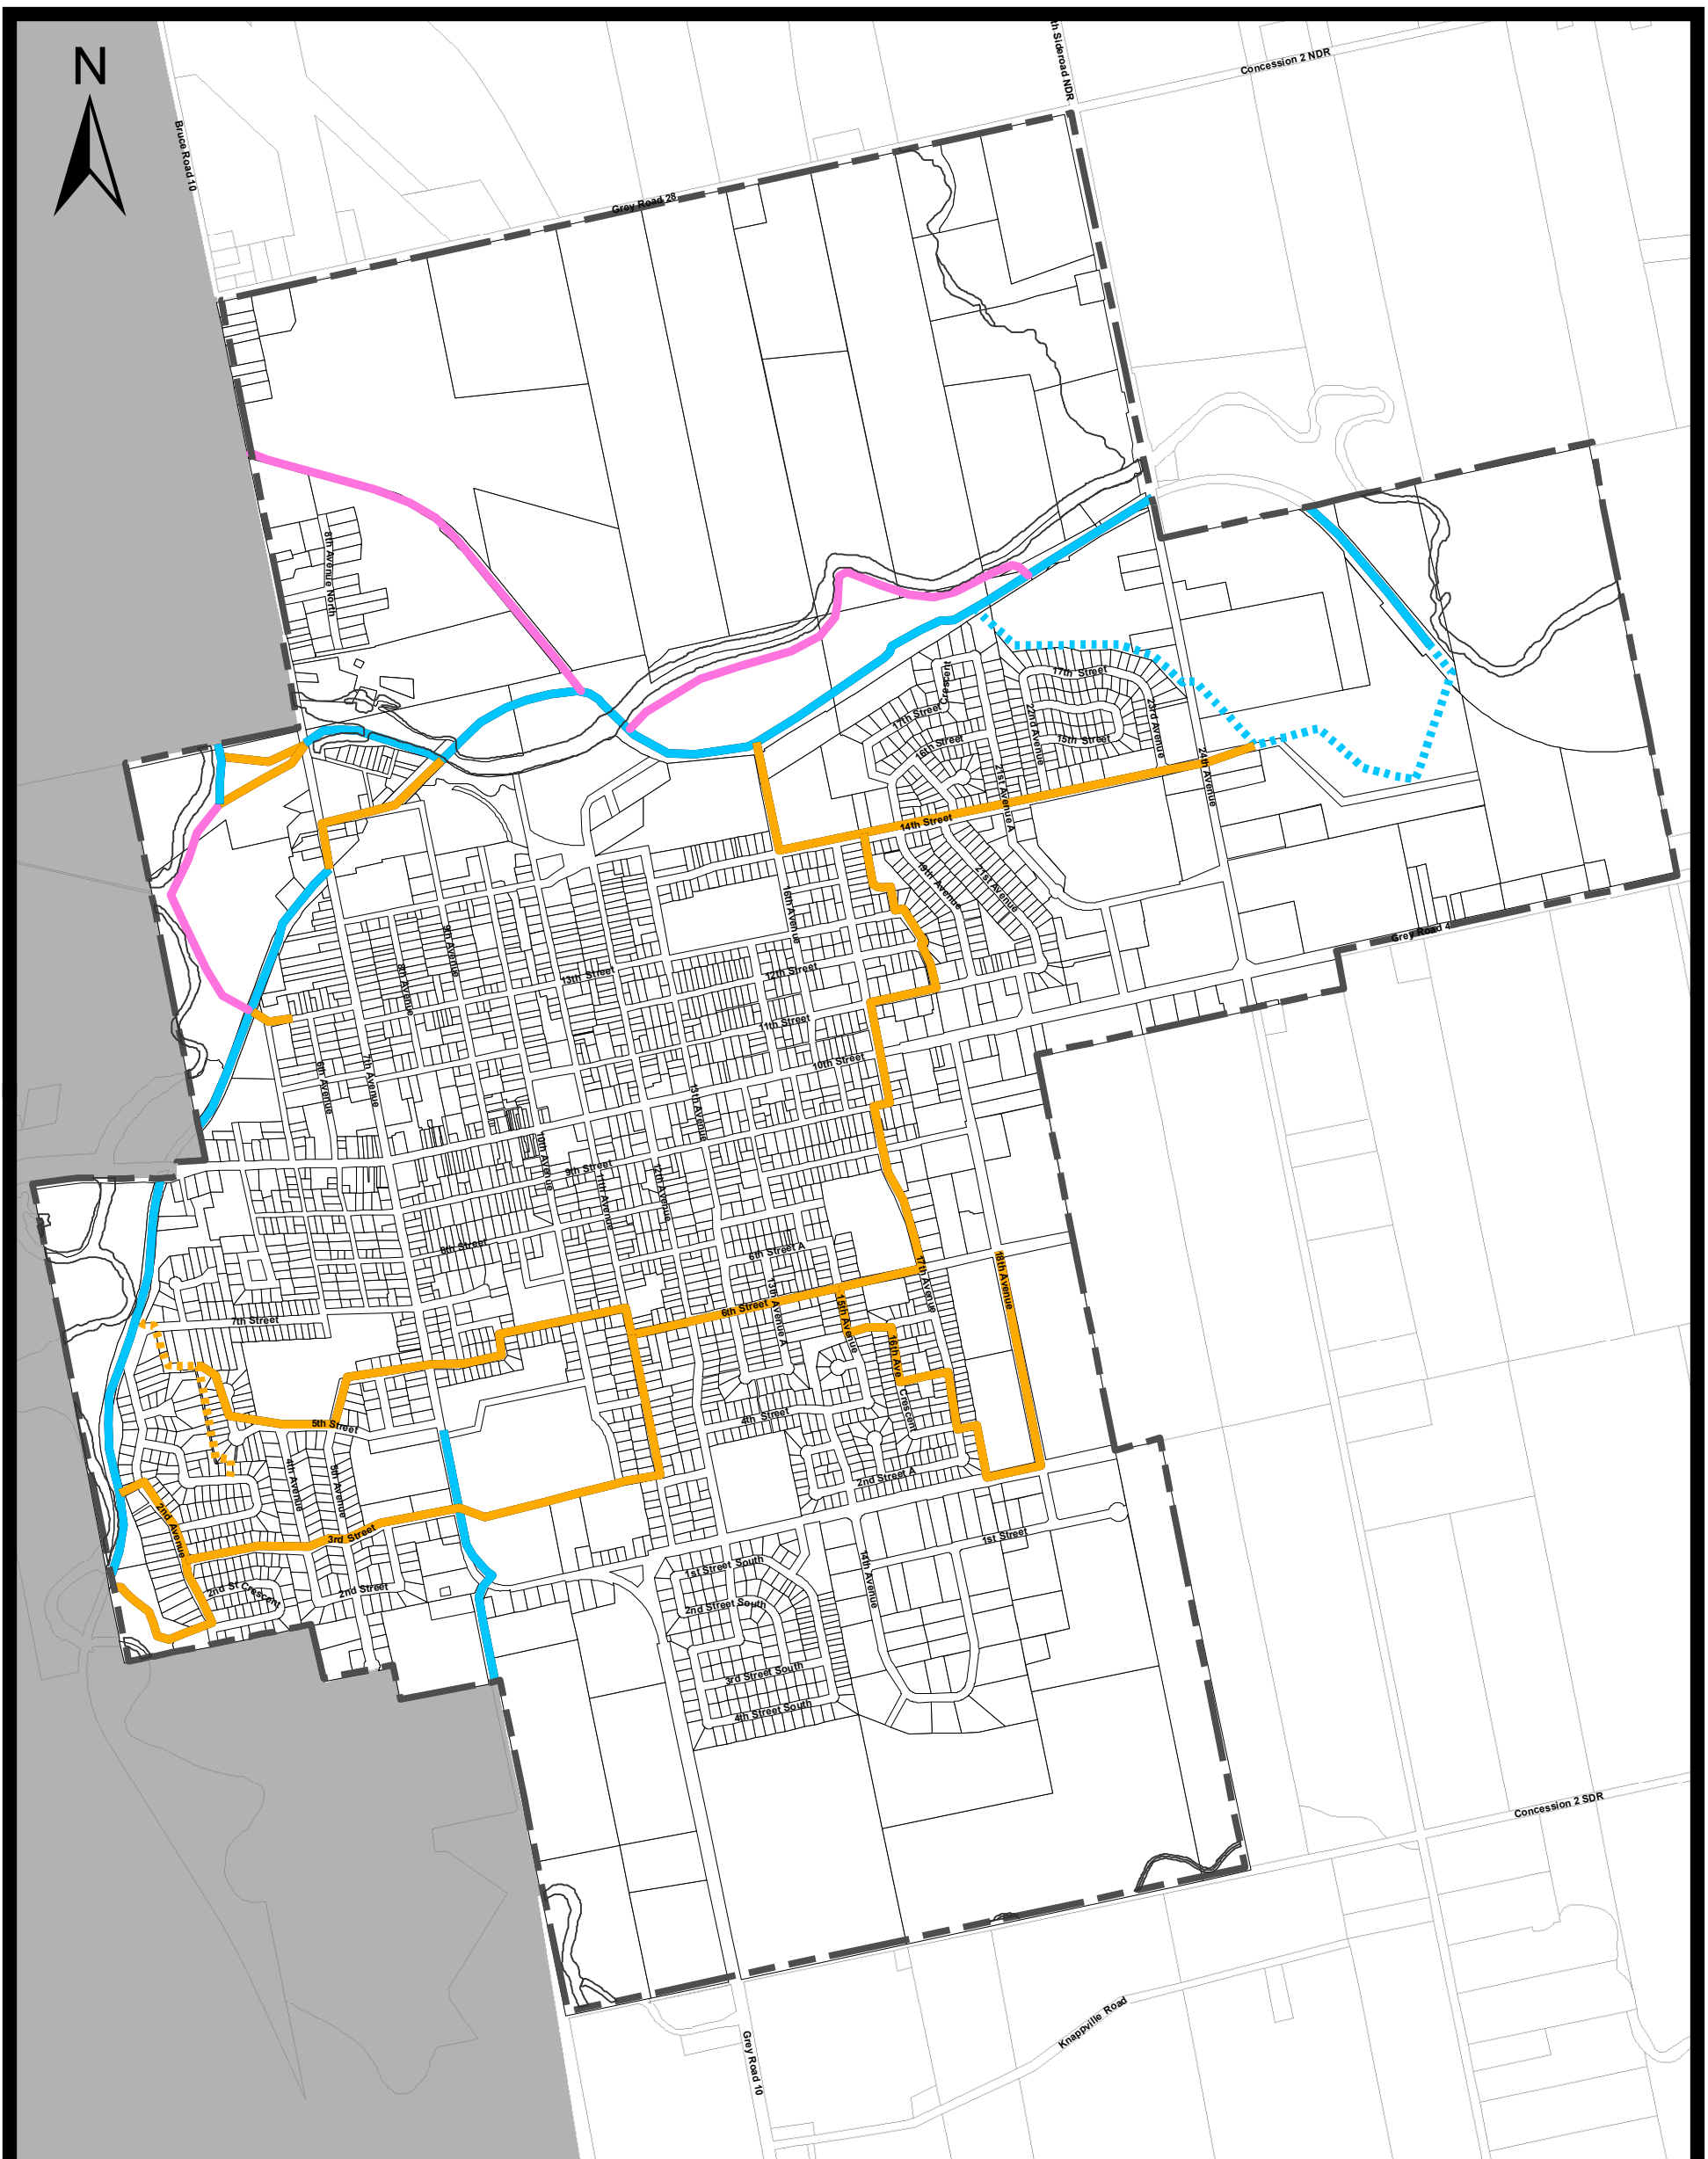 N
th Sideroad NDR
Concession 2 NDR
Bruce Road 10
Grey Road 28
8th Avenue North
17th Street
Crescent
17th Street
22nd Avenue
23rd Avenue
15th Street
16th Street
21st Avenue A
24th Avenue
14th Street
19th Avenue
21st Avenue
16th Avenue
Grey Road 4
9th Avenue
8th Avenue
13th Street
12th Street
11th Street
10th Street
6th Avenue
7th Avenue
13th Avenue
10th Avenue
9th Street
11th Avenue
12th Avenue
8th Street
6th Street A
17th Avenue
18th Avenue
7th Street
6th Street
13th Avenue A
15th Avenue
16th Ave
Crescent
5th Street
4th Street
4th Avenue
5th Avenue
2nd Street A
2nd Avenue
3rd Street
1st Street
2nd St Crescent
2nd Street
1st Street South
14th Avenue
2nd Street South
3rd Street South
4th Street South
Concession 2 SDR
Knappville Road
Grey Road 10